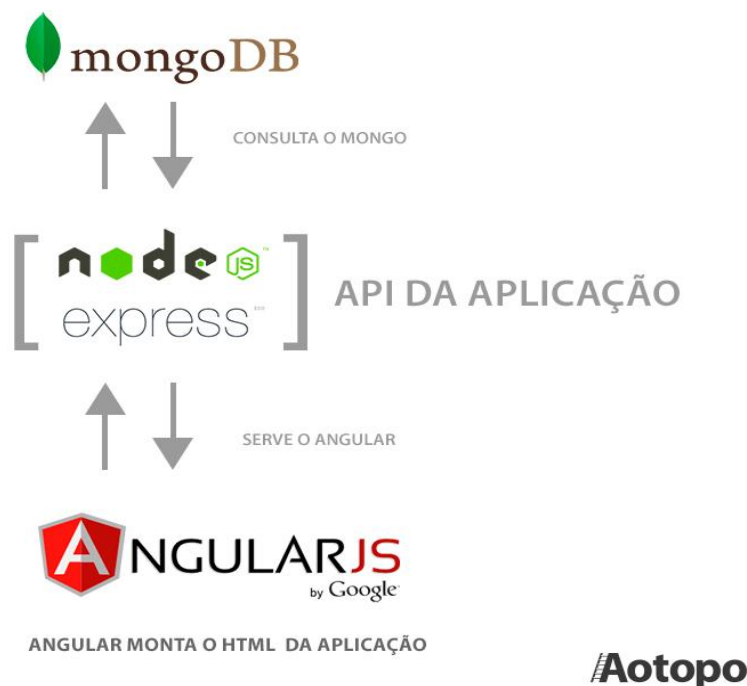 mongoDB
CONSULTA O MONGO
node JS
express
API DA APLICAÇÃO
SERVE O ANGULAR
ANGULARJS
by Google
ANGULAR MONTA O HTML DA APLICAÇÃO
Aotopo